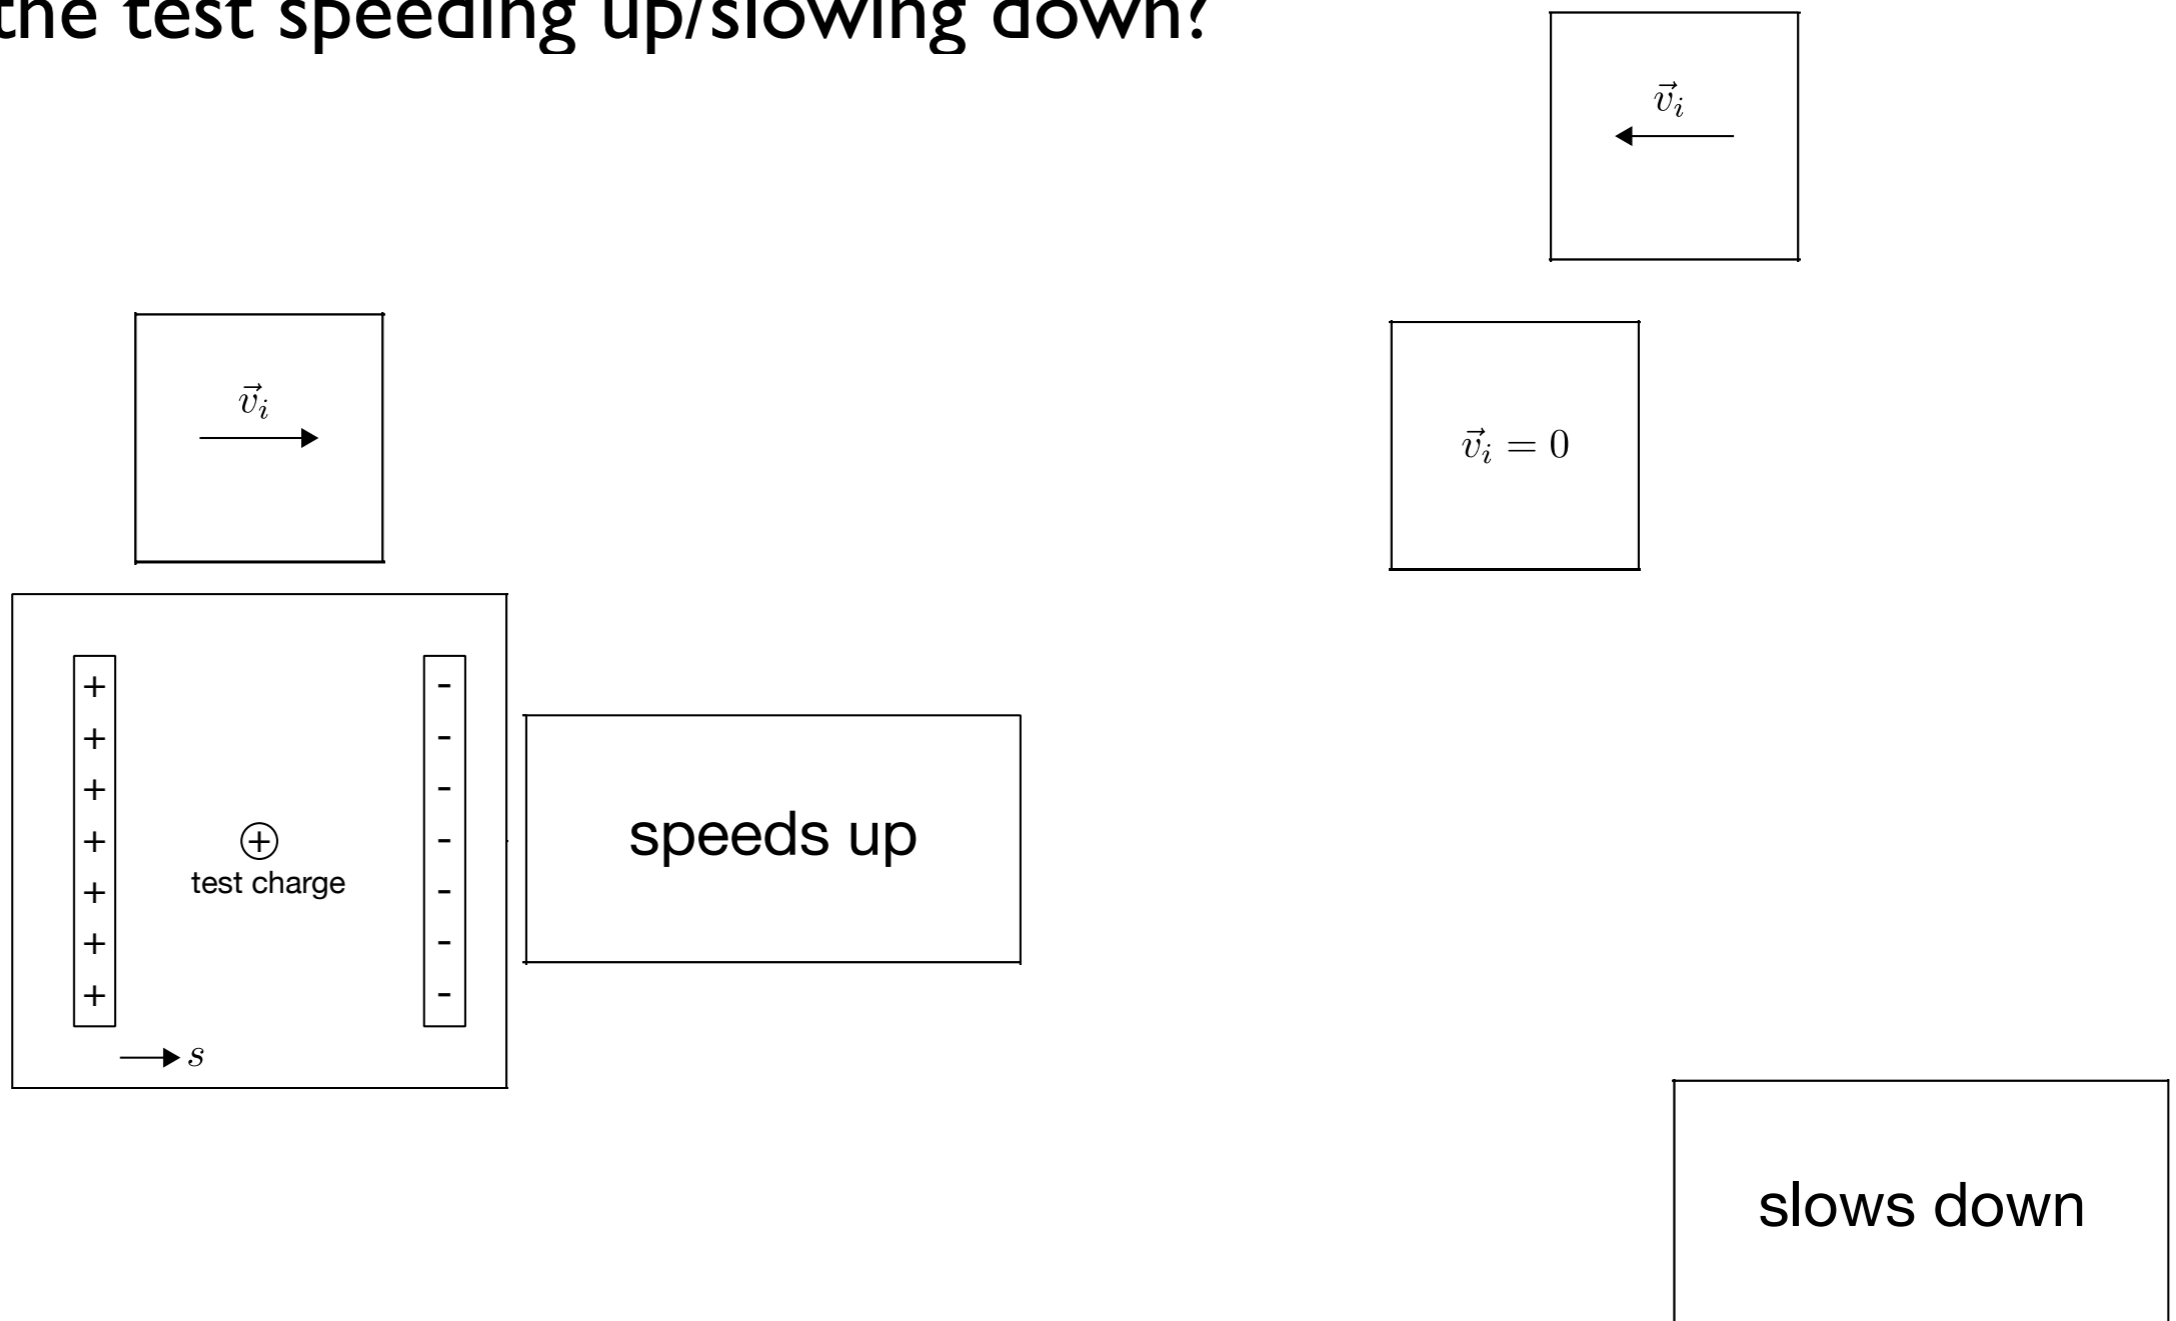 the test speeding up/slowing down?
v⃗ᵢ
v⃗ᵢ
v⃗ᵢ = 0
+ -
+ -
+ -
+ + -
test charge
+ -
+ -
+ -
s
speeds up
slows down